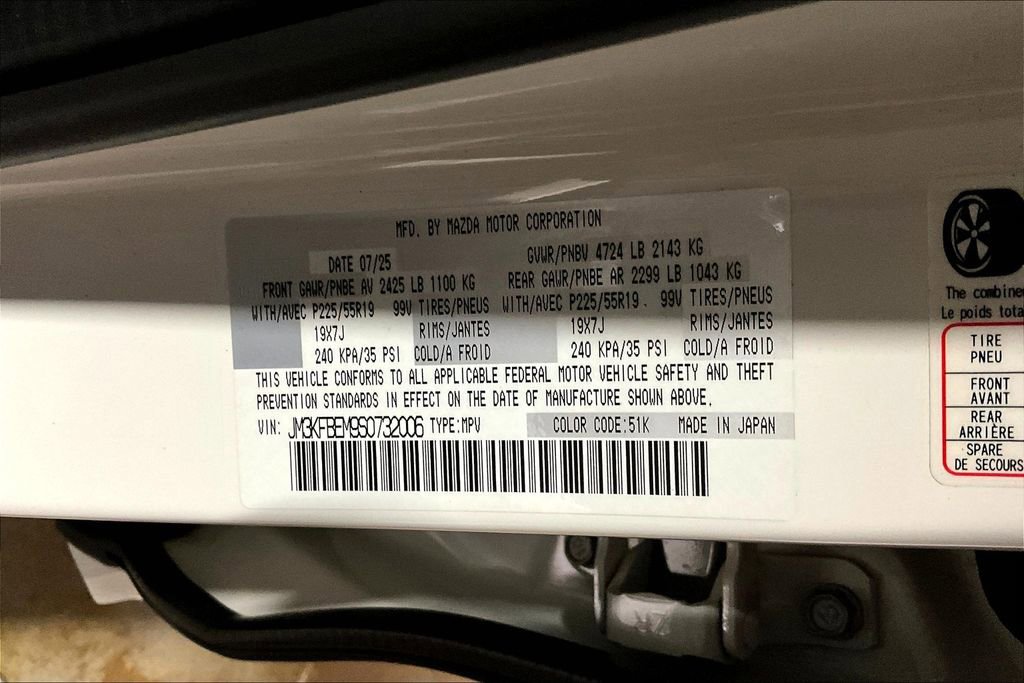 MFD. BY MAZDA MOTOR CORPORATION
DATE 07/25
GVWR/PNBV 4724 LB 2143 KG
FRONT GAWR/PNBE AV 2425 LB 1100 KG
REAR GAWR/PNBE AR 2299 LB 1043 KG
WITH/AVEC P225/55R19 99V TIRES/PNEUS
WITH/AVEC P225/55R19 99V TIRES/PNEUS
19X7J RIMS/JANTES
19X7J RIMS/JANTES
240 KPA/35 PSI COLD/A FROID
240 KPA/35 PSI COLD/A FROID
THIS VEHICLE CONFORMS TO ALL APPLICABLE FEDERAL MOTOR VEHICLE SAFETY AND THEFT
PREVENTION STANDARDS IN EFFECT ON THE DATE OF MANUFACTURE SHOWN ABOVE.
VIN: JM3KFBEM9S0732006 TYPE:MPV COLOR CODE:51K MADE IN JAPAN
The combine
Le poids tota
TIRE
PNEU
FRONT
AVANT
REAR
ARRIÈRE
SPARE
DE SECOURS